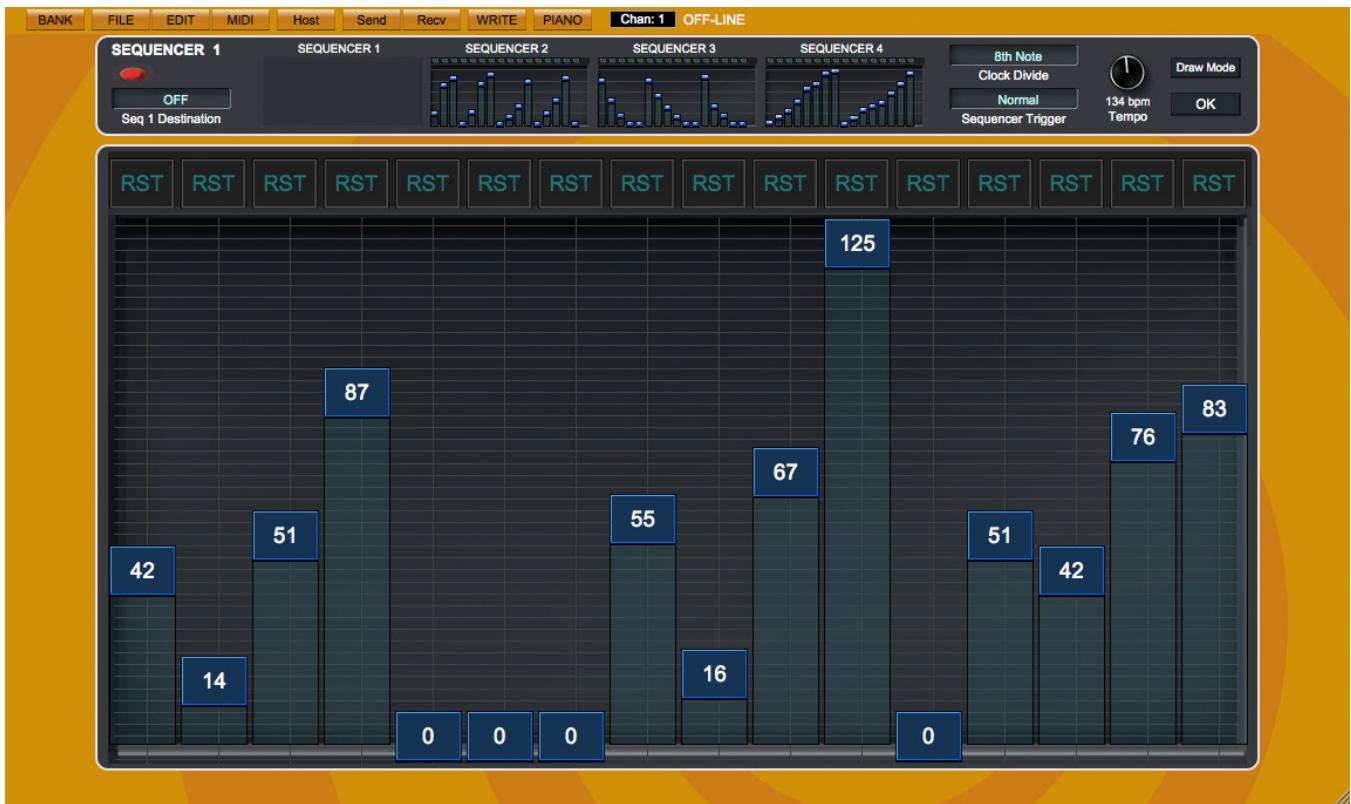 BANK FILE EDIT MIDI Host Send Recv WRITE PIANO Chan: 1 OFF-LINE
SEQUENCER 1 SEQUENCER 1 SEQUENCER 2 SEQUENCER 3 SEQUENCER 4
OFF
Seq 1 Destination
8th Note
Clock Divide
Normal
Sequencer Trigger
134 bpm
Tempo
Draw Mode
OK
RST RST RST RST RST RST RST RST RST RST RST RST RST RST RST RST
42 14 51 87 0 0 0 55 16 67 125 0 51 42 76 83